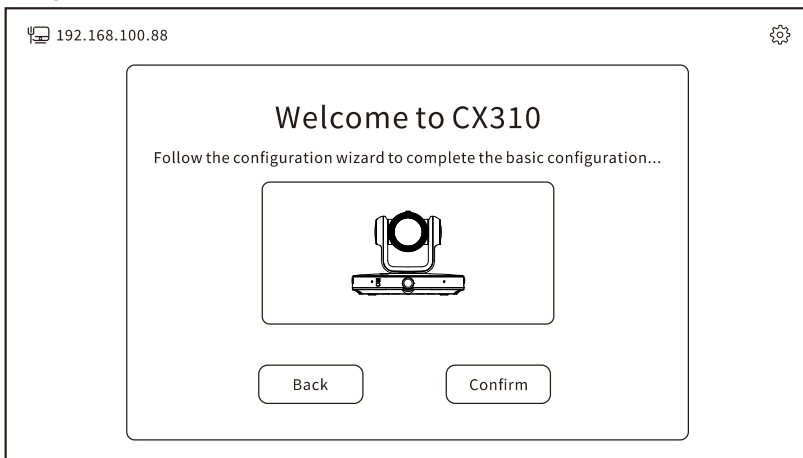 192.168.100.88
Welcome to CX310
Follow the configuration wizard to complete the basic configuration...
Back
Confirm